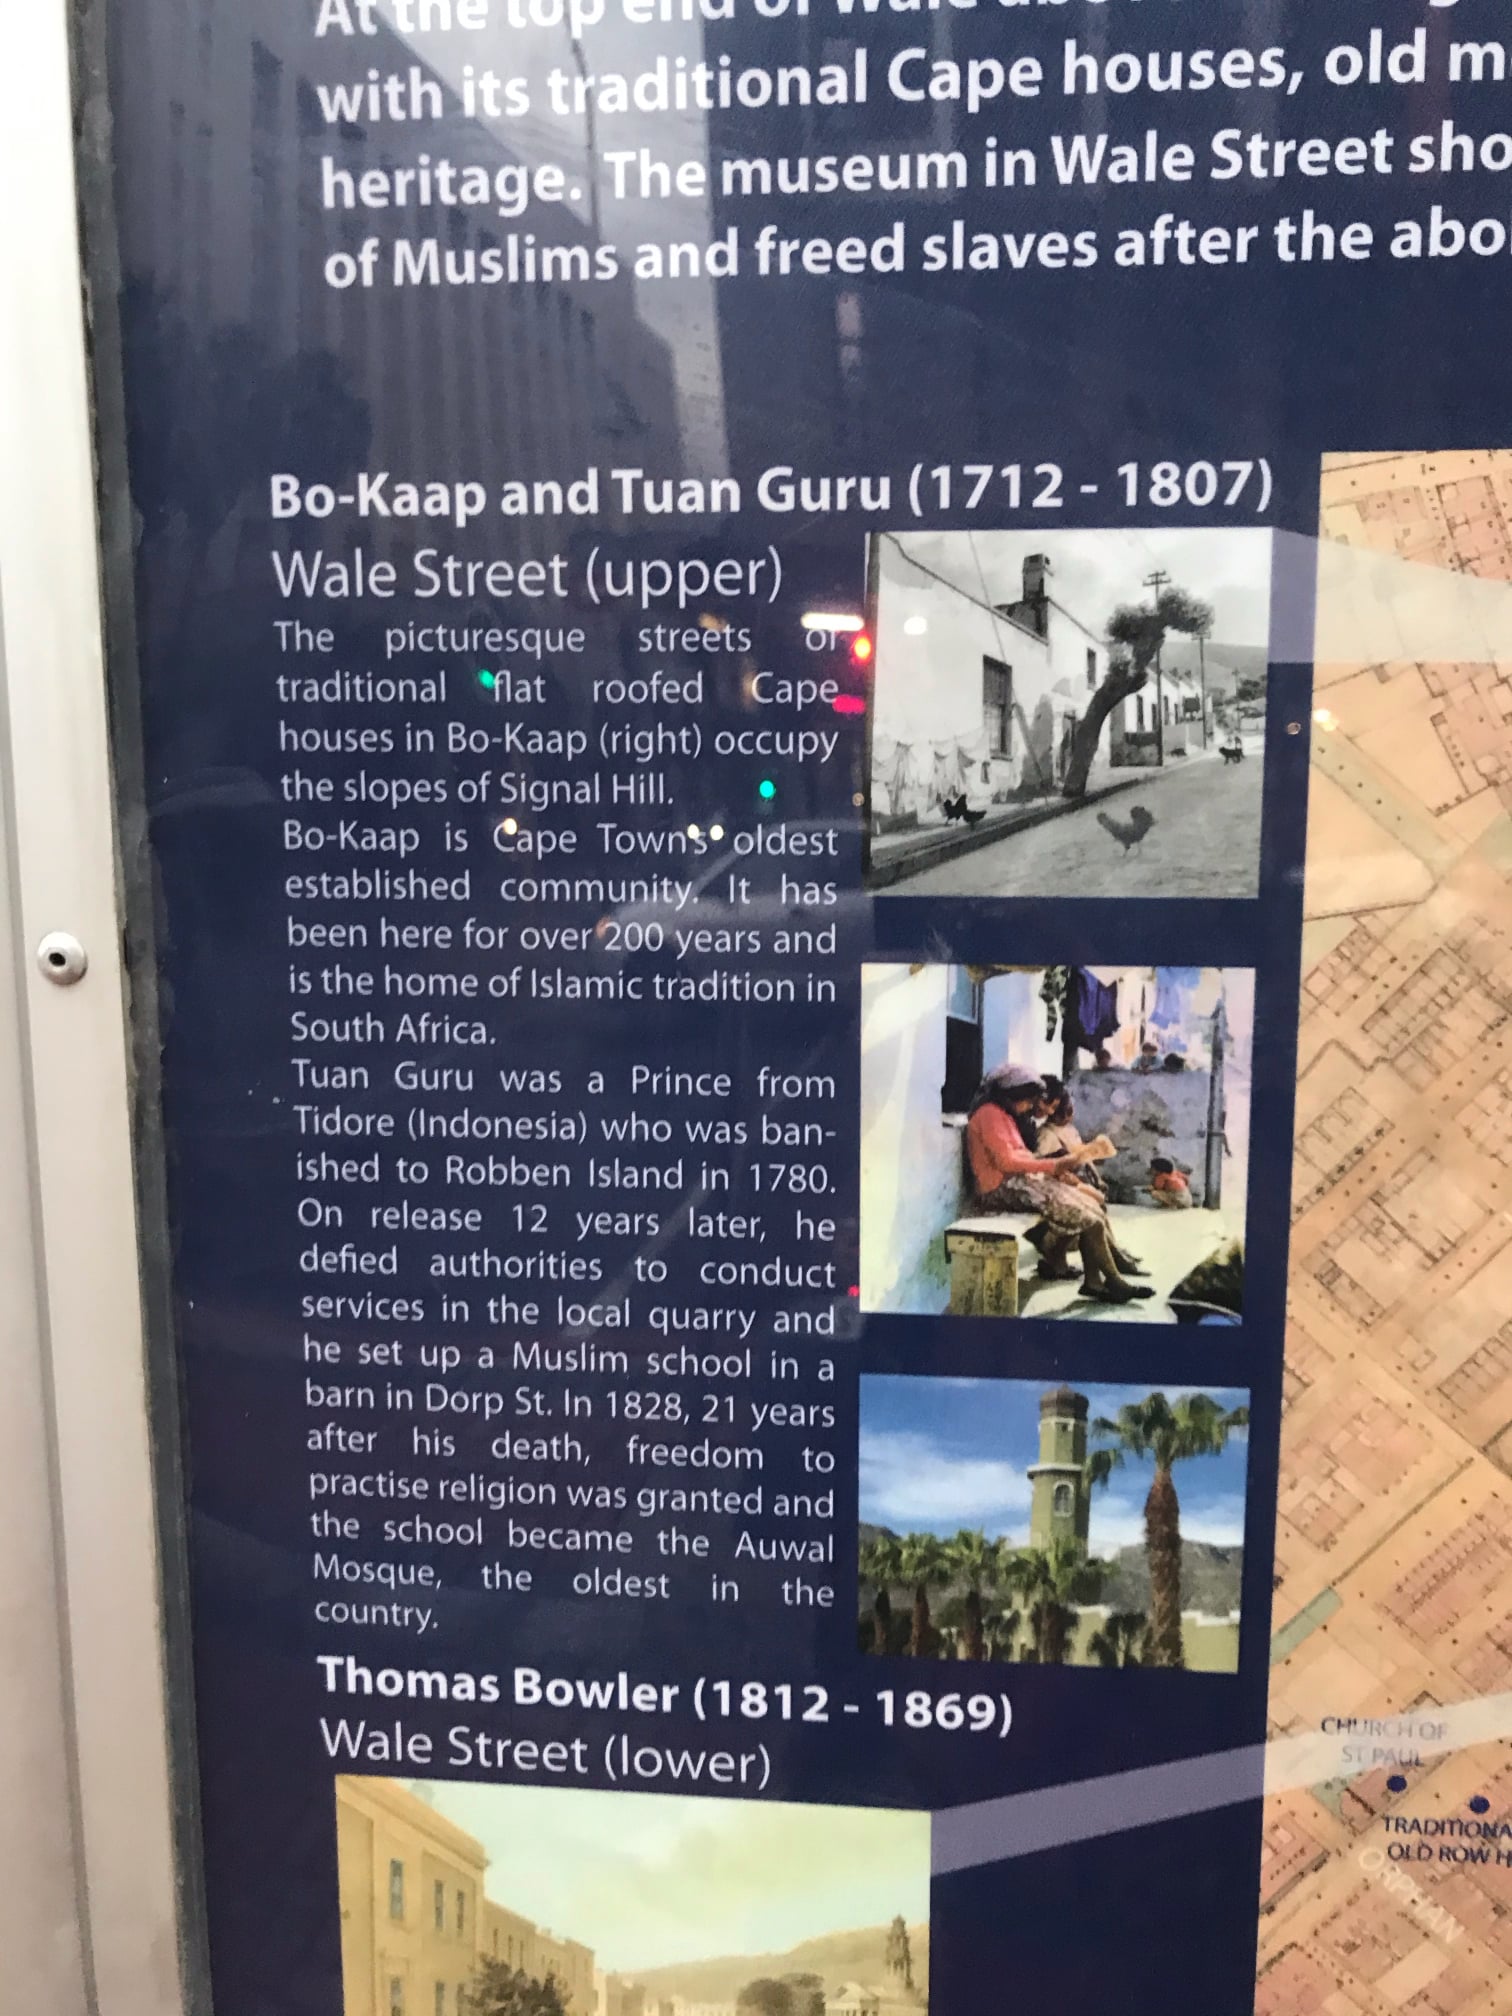 At the top end of Wale
with its traditional Cape houses, old m
heritage. The museum in Wale Street sho
of Muslims and freed slaves after the abo
Bo-Kaap and Tuan Guru (1712 - 1807)
Wale Street (upper)
The picturesque streets of
traditional flat roofed Cape
houses in Bo-Kaap (right) occupy
the slopes of Signal Hill.
Bo-Kaap is Cape Town's oldest
established community. It has
been here for over 200 years and
is the home of Islamic tradition in
South Africa.
Tuan Guru was a Prince from
Tidore (Indonesia) who was ban-
ished to Robben Island in 1780.
On release 12 years later, he
defied authorities to conduct
services in the local quarry and
he set up a Muslim school in a
barn in Dorp St. In 1828, 21 years
after his death, freedom to
practise religion was granted and
the school became the Auwal
Mosque, the oldest in the
country.
Thomas Bowler (1812 - 1869)
Wale Street (lower)
CHURCH OF
ST PAUL
TRADITIONA
OLD ROW H
ORPHAN